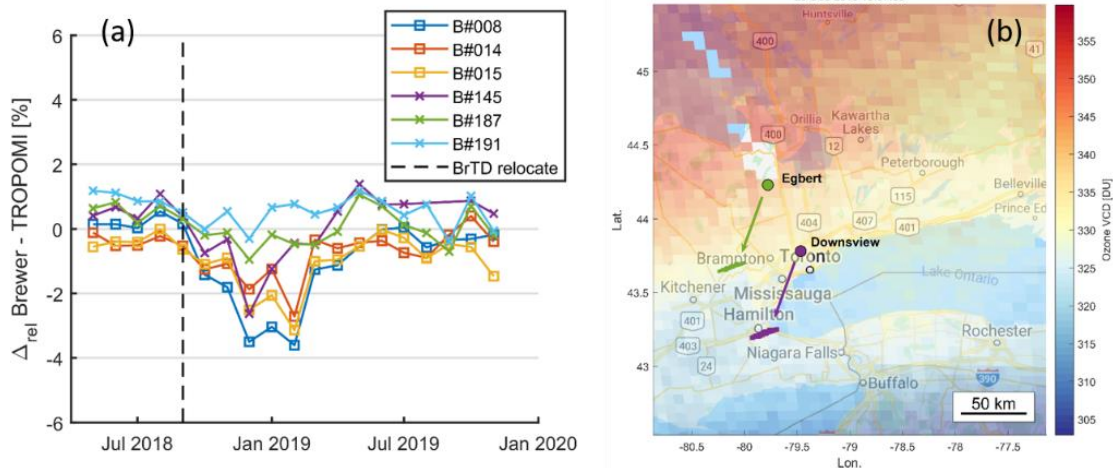 (a)
B#008
B#014
B#015
B#145
B#187
B#191
BrTD relocate
Δrel Brewer - TROPOMI [%]
6
4
2
0
-2
-4
-6
Jul 2018
Jan 2019
Jul 2019
Jan 2020
(b)
Huntsville
400
41
Orillia
Kawartha
Lakes
400
12
Peterborough
Egbert
115
Belleville
Prince Ed
404
407
401
Downsview
Brampton
Toronto
Lake Ontario
Kitchener
Mississauga
401
Hamilton
403
Rochester
Niagara Falls
24
390
Buffalo
50 km
45
44.5
44
43.5
43
Lat.
-80.5
-80
-79.5
-79
-78.5
-78
-77.5
Lon.
355
350
345
340
335
330
325
320
315
310
305
Ozone VCD [DU]